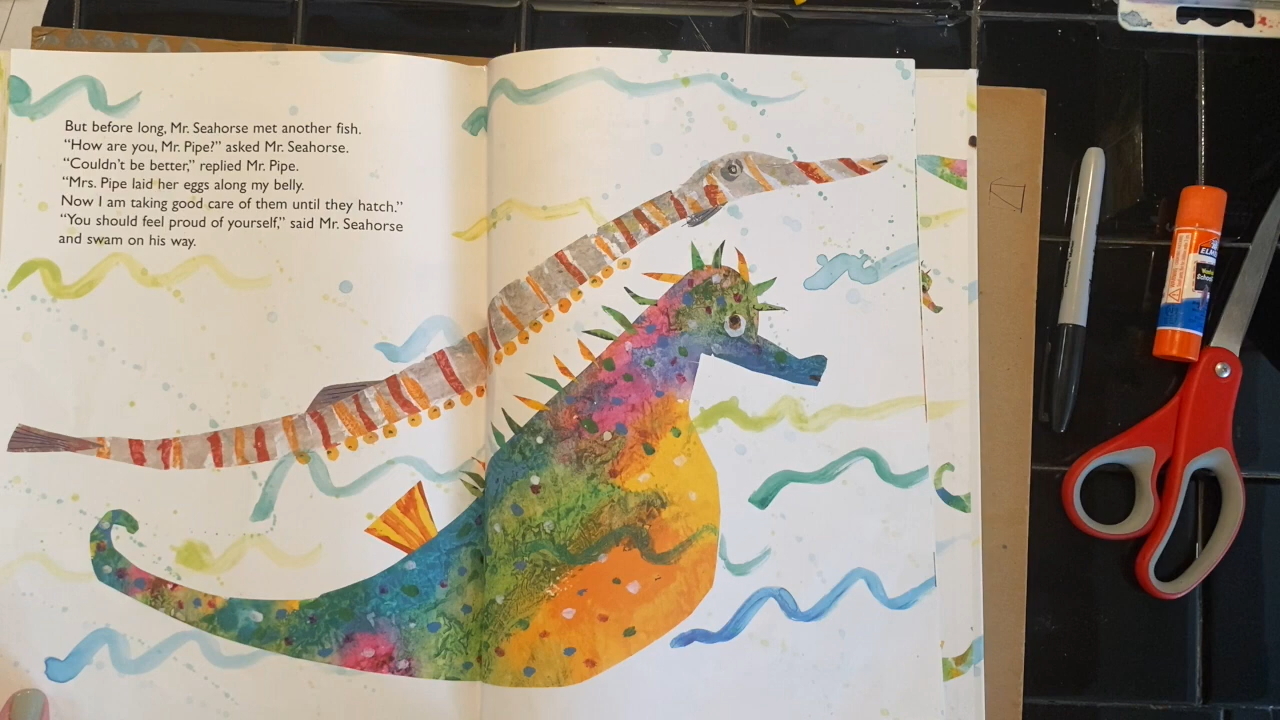 But before long, Mr. Seahorse met another fish.
“How are you, Mr. Pipe?” asked Mr. Seahorse.
“Couldn’t be better,” replied Mr. Pipe.
“Mrs. Pipe laid her eggs along my belly.
Now I am taking good care of them until they hatch.”
“You should feel proud of yourself,” said Mr. Seahorse
and swam on his way.
ELMER'S